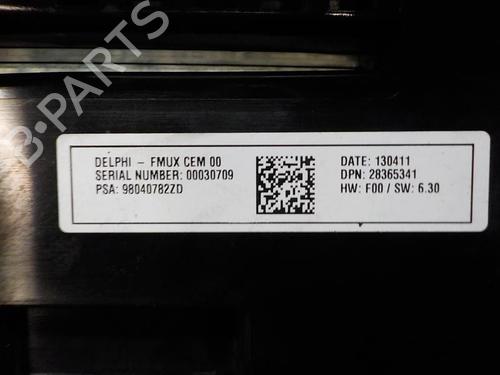 DELPHI - FMUX CEM 00
SERIAL NUMBER: 00030709
PSA: 98040782ZD
DATE: 130411
DPN: 28365341
HW: F00 / SW: 6.30
B-PARTS